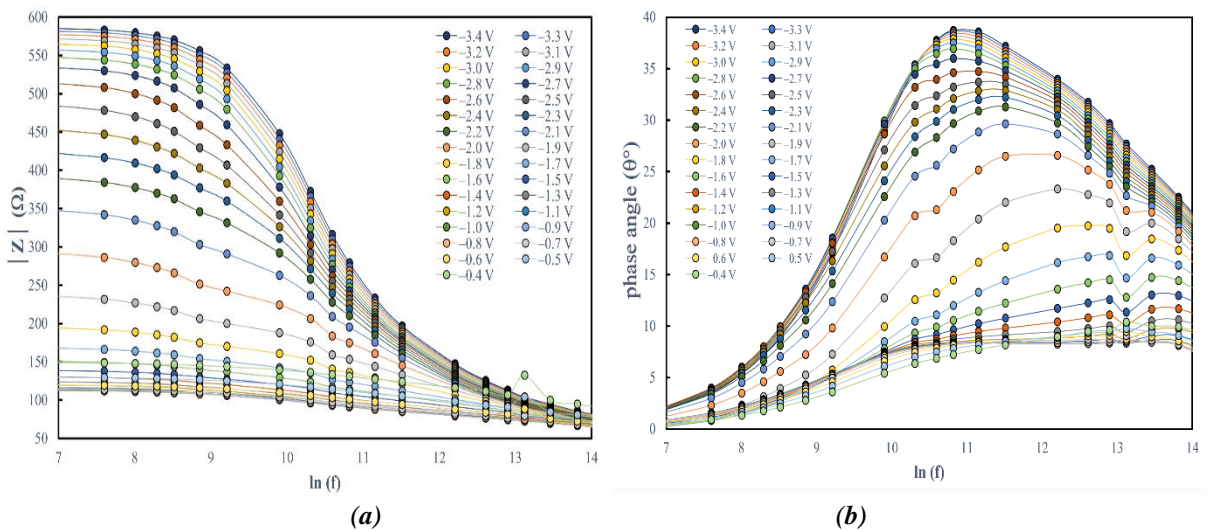 600
550
500
450
400
350
300
250
200
150
100
50
|Z| (Ω)
–3.4 V –3.3 V
–3.2 V –3.1 V
–3.0 V –2.9 V
–2.8 V –2.7 V
–2.6 V –2.5 V
–2.4 V –2.3 V
–2.2 V –2.1 V
–2.0 V –1.9 V
–1.8 V –1.7 V
–1.6 V –1.5 V
–1.4 V –1.3 V
–1.2 V –1.1 V
–1.0 V –0.9 V
–0.8 V –0.7 V
–0.6 V –0.5 V
–0.4 V
7 8 9 10 11 12 13 14
ln (f)
(a)
40
35
30
25
20
15
10
5
0
phase angle (θ°)
–3.4 V –3.3 V
–3.2 V –3.1 V
–3.0 V –2.9 V
–2.8 V –2.7 V
–2.6 V –2.5 V
–2.4 V –2.3 V
–2.2 V –2.1 V
–2.0 V –1.9 V
–1.8 V –1.7 V
–1.6 V –1.5 V
–1.4 V –1.3 V
–1.2 V –1.1 V
–1.0 V –0.9 V
–0.8 V –0.7 V
0.6 V 0.5 V
–0.4 V
7 8 9 10 11 12 13 14
ln (f)
(b)